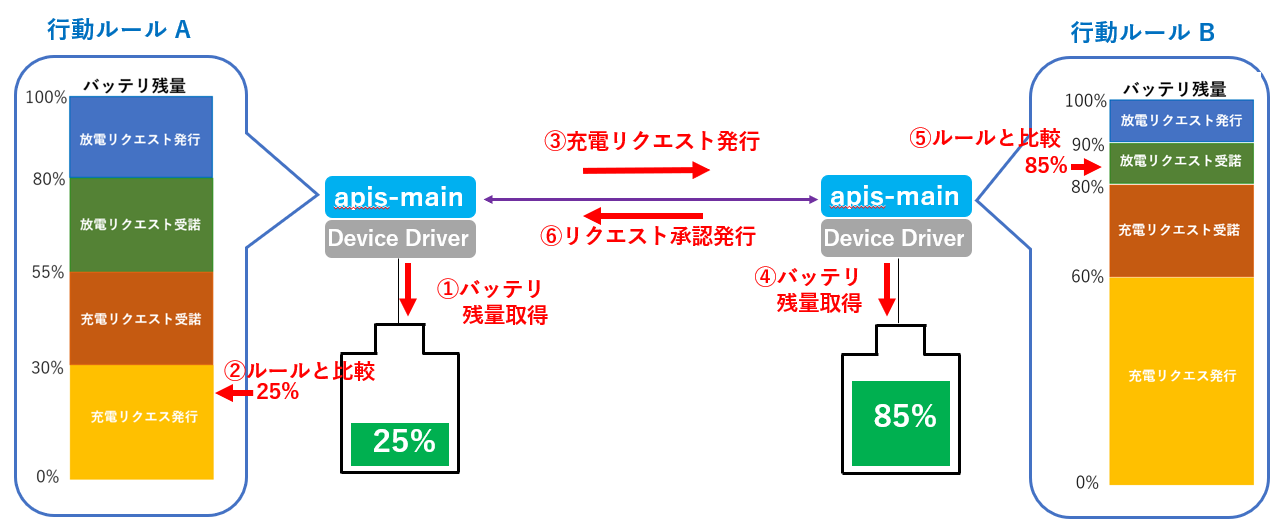 行動ルール A
バッテリ残量
100%
放電リクエスト発行
80%
放電リクエスト受諾
55%
充電リクエスト受諾
30%
充電リクエス発行
0%
②ルールと比較
25%
apis-main
Device Driver
①バッテリ
残量取得
25%
③充電リクエスト発行
⑥リクエスト承認発行
apis-main
Device Driver
④バッテリ
残量取得
85%
行動ルール B
バッテリ残量
100%
放電リクエスト発行
90%
放電リクエスト受諾
80%
充電リクエスト受諾
60%
充電リクエス発行
0%
⑤ルールと比較
85%